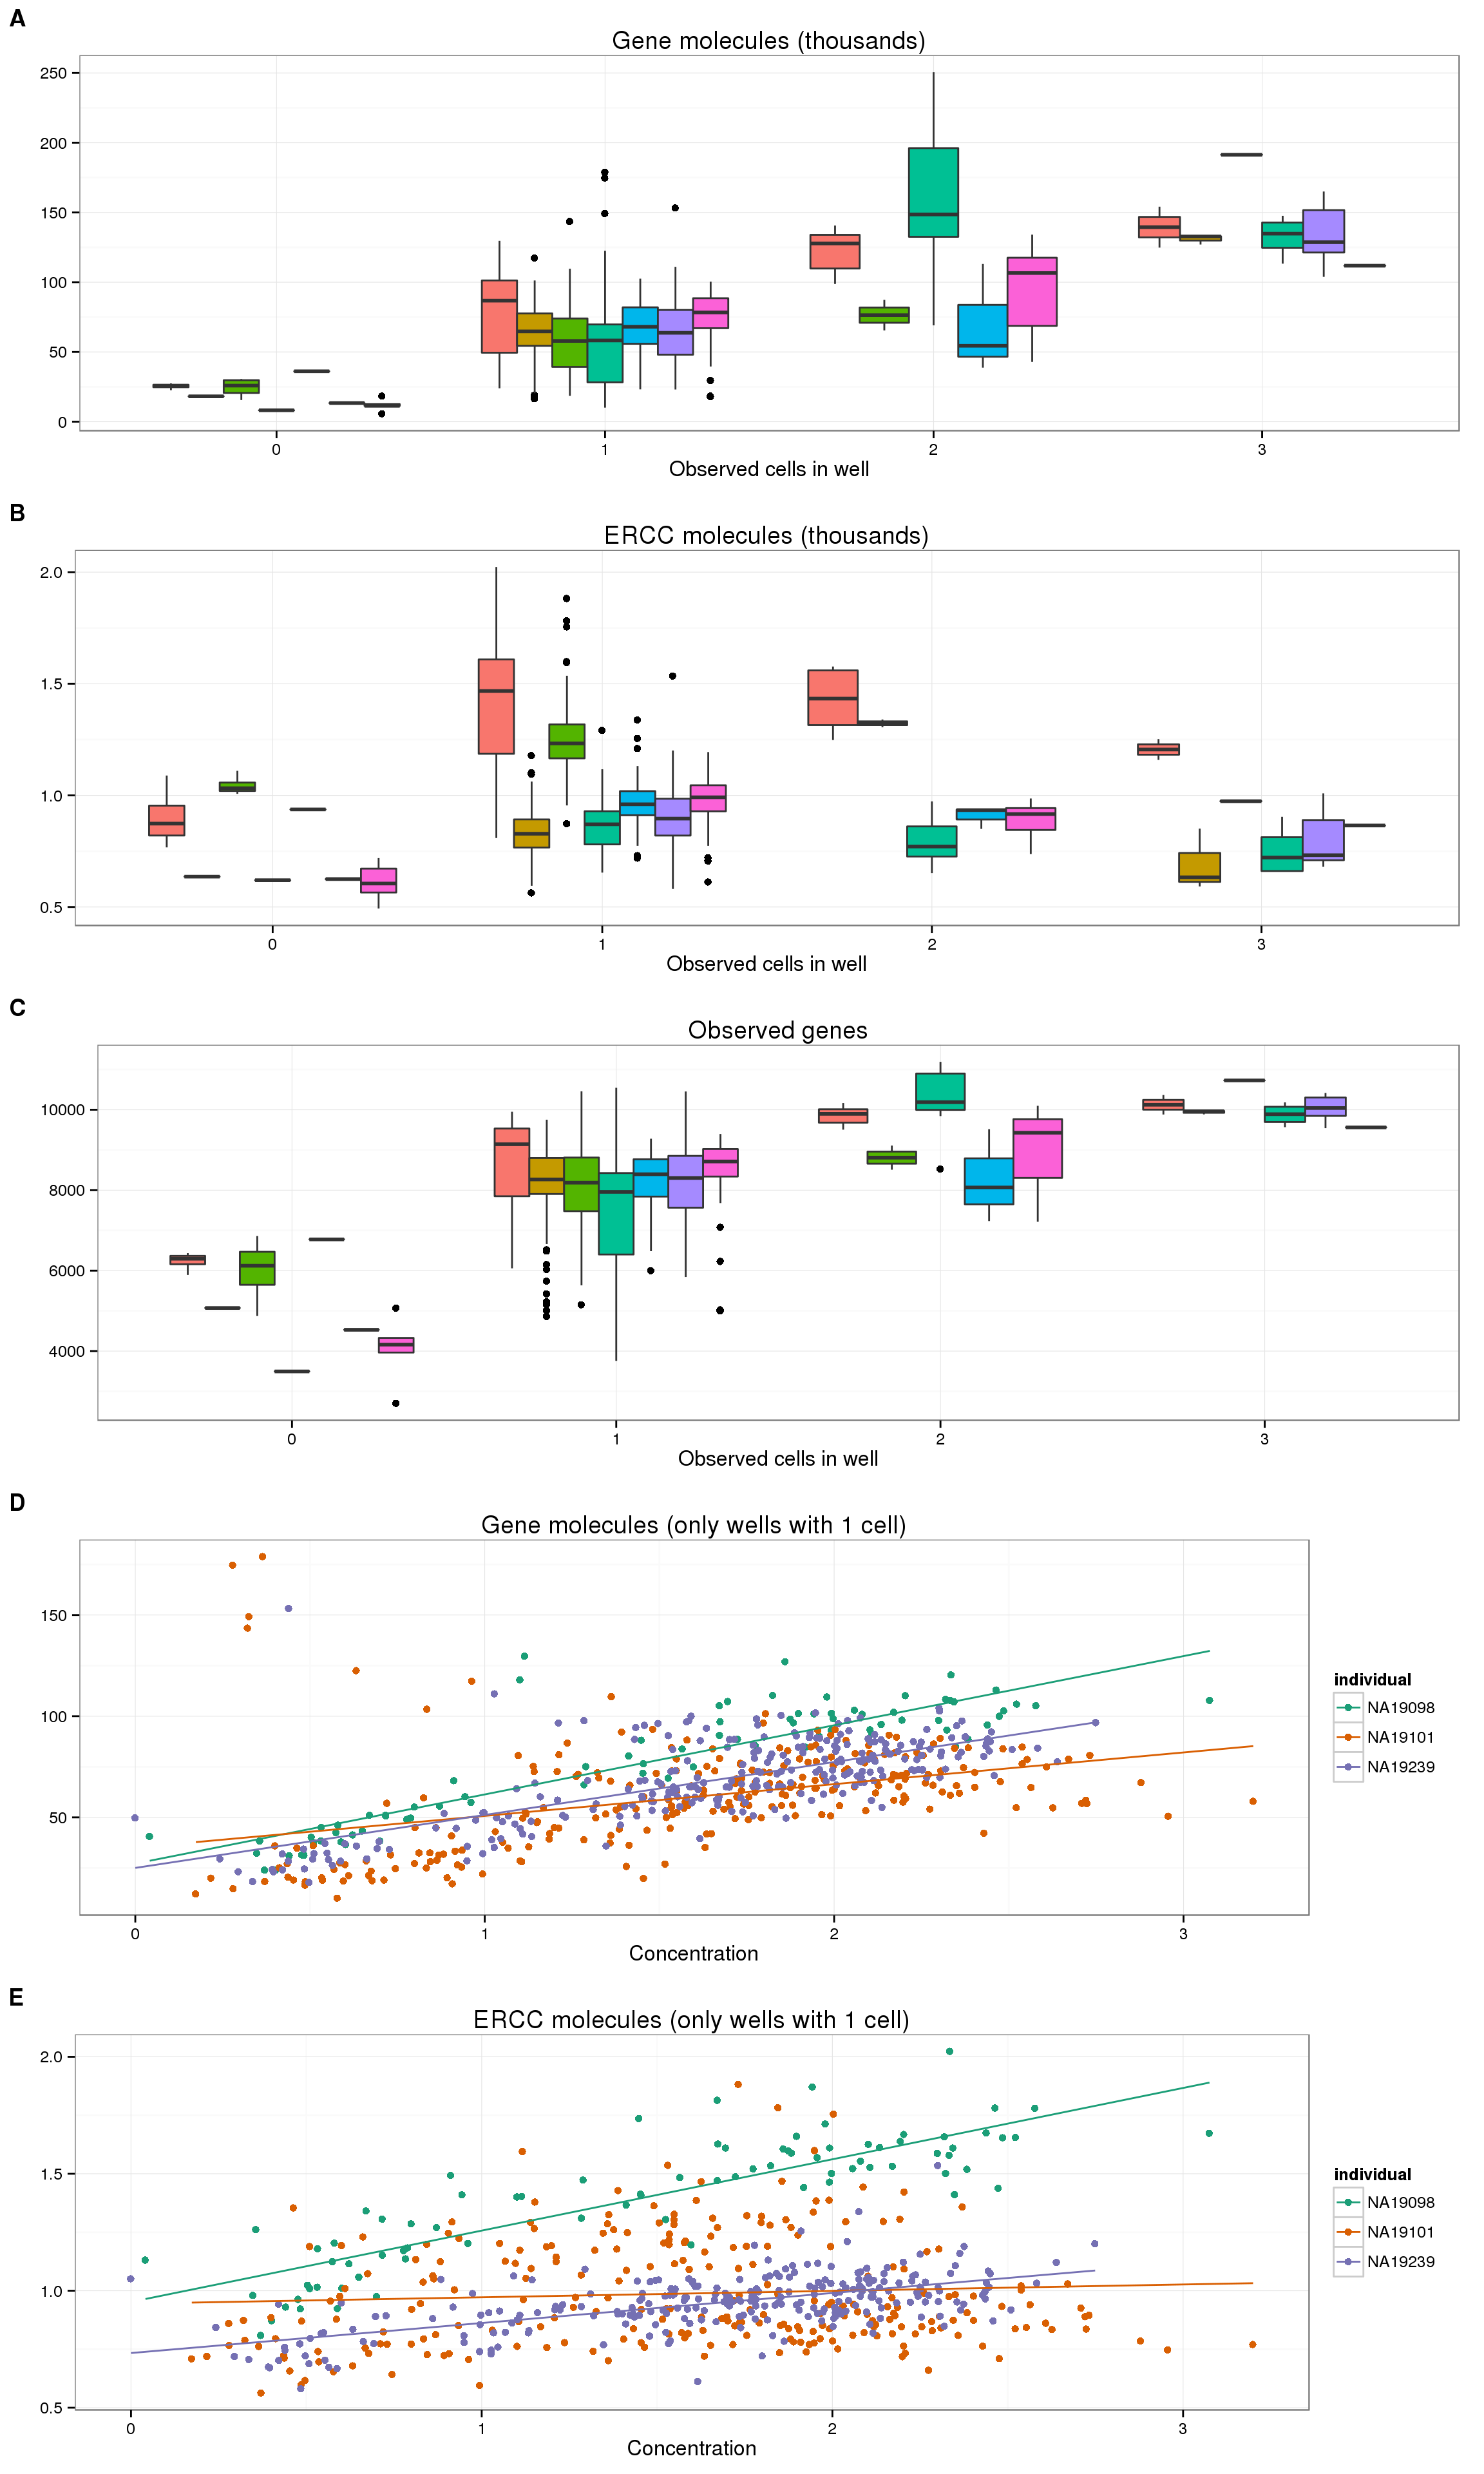 A
Gene molecules (thousands)
250
200
150
100
50
0
0 1 2 3
Observed cells in well
B
ERCC molecules (thousands)
2.0
1.5
1.0
0.5
0 1 2 3
Observed cells in well
C
Observed genes
10000
8000
6000
4000
0 1 2 3
Observed cells in well
D
Gene molecules (only wells with 1 cell)
150
100
50
0 1 2 3
Concentration
individual
NA19098
NA19101
NA19239
E
ERCC molecules (only wells with 1 cell)
2.0
1.5
1.0
0.5
0 1 2 3
Concentration
individual
NA19098
NA19101
NA19239